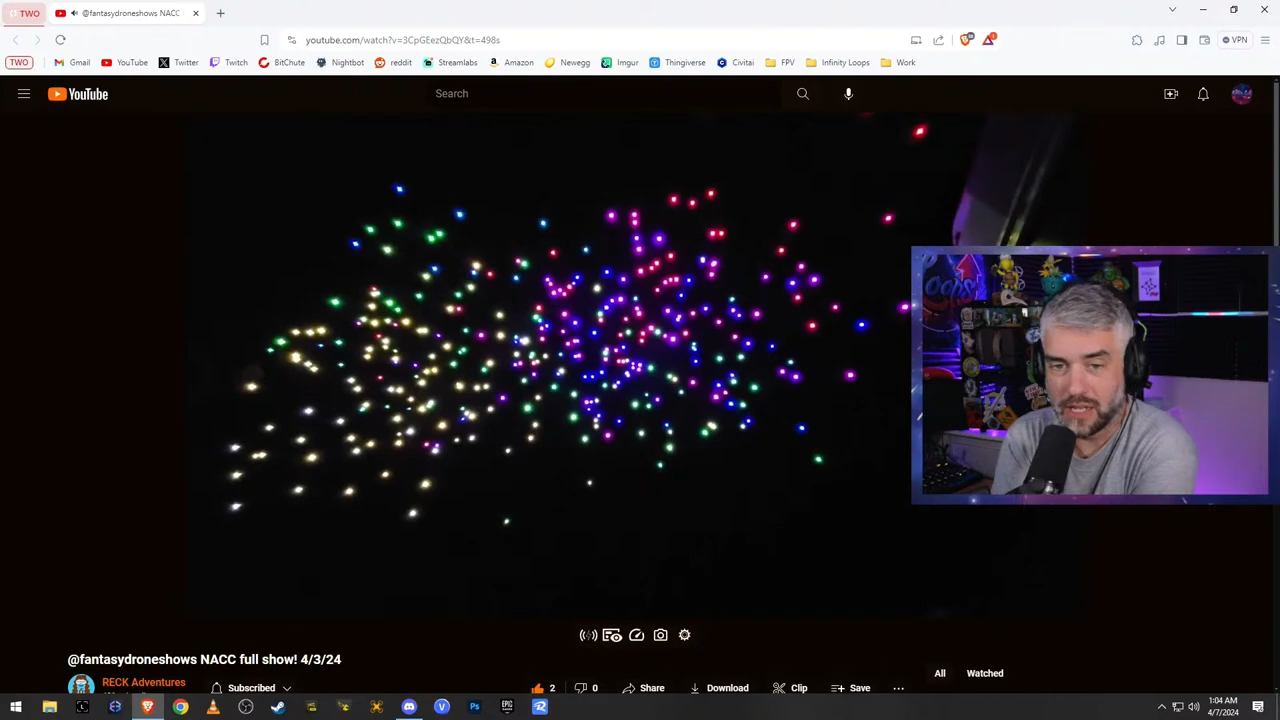 TWO
@fantasydroneshows NACC
youtube.com/watch?v=3CpGEezQbQY&t=498s
VPN
TWO
Gmail
YouTube
Twitter
Twitch
BitChute
Nightbot
reddit
Streamlabs
Amazon
Newegg
Imgur
Thingiverse
Civitai
FPV
Infinity Loops
Work
YouTube
Search
oops
@fantasydroneshows NACC full show! 4/3/24
All
Watched
RECK Adventures
Subscribed
2
0
Share
Download
Clip
Save
1:04 AM
4/7/2024